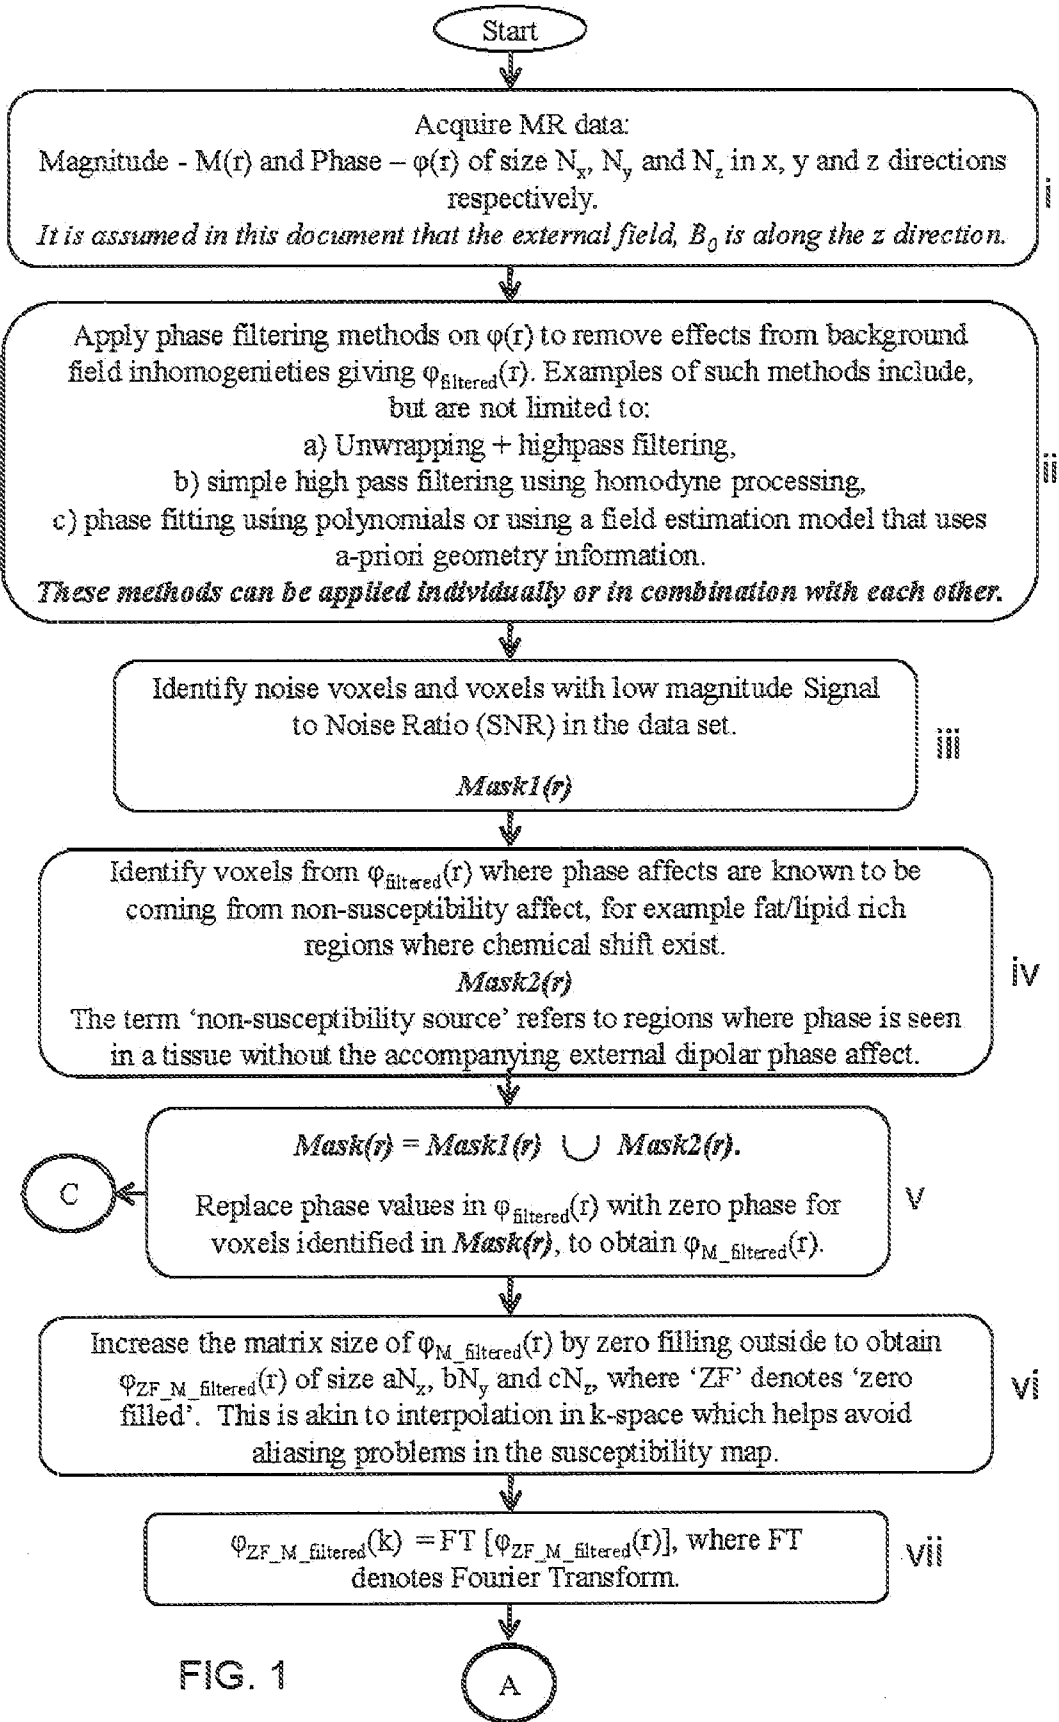 Start
Acquire MR data:
Magnitude - M(r) and Phase – φ(r) of size Nx, Ny and Nz in x, y and z directions
respectively.
It is assumed in this document that the external field, B0 is along the z direction.
i
Apply phase filtering methods on φ(r) to remove effects from background
field inhomogenieties giving φfiltered(r). Examples of such methods include,
but are not limited to:
a) Unwrapping + highpass filtering,
b) simple high pass filtering using homodyne processing,
c) phase fitting using polynomials or using a field estimation model that uses
a-priori geometry information.
These methods can be applied individually or in combination with each other.
ii
Identify noise voxels and voxels with low magnitude Signal
to Noise Ratio (SNR) in the data set.
Mask1(r)
iii
Identify voxels from φfiltered(r) where phase affects are known to be
coming from non-susceptibility affect, for example fat/lipid rich
regions where chemical shift exist.
Mask2(r)
The term ‘non-susceptibility source’ refers to regions where phase is seen
in a tissue without the accompanying external dipolar phase affect.
iv
Mask(r) = Mask1(r) ∪ Mask2(r).
Replace phase values in φfiltered(r) with zero phase for
voxels identified in Mask(r), to obtain φM_filtered(r).
v
C
Increase the matrix size of φM_filtered(r) by zero filling outside to obtain
φZF_M_filtered(r) of size aNx, bNy and cNz, where ‘ZF’ denotes ‘zero
filled’. This is akin to interpolation in k-space which helps avoid
aliasing problems in the susceptibility map.
vi
φZF_M_filtered(k) = FT [φZF_M_filtered(r)], where FT
denotes Fourier Transform.
vii
A
FIG. 1